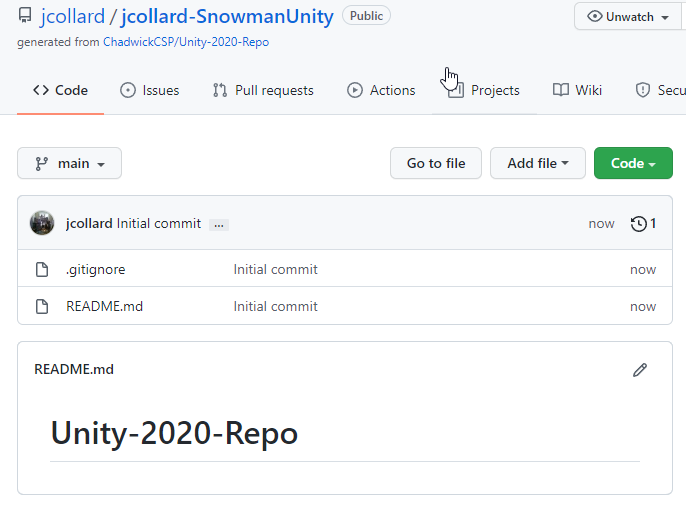 jcollard / jcollard-SnowmanUnity Public Unwatch
generated from ChadwickCSP/Unity-2020-Repo
Code Issues Pull requests Actions Projects Wiki Secu
main Go to file Add file Code
jcollard Initial commit ... now 1
.gitignore Initial commit now
README.md Initial commit now
README.md
Unity-2020-Repo